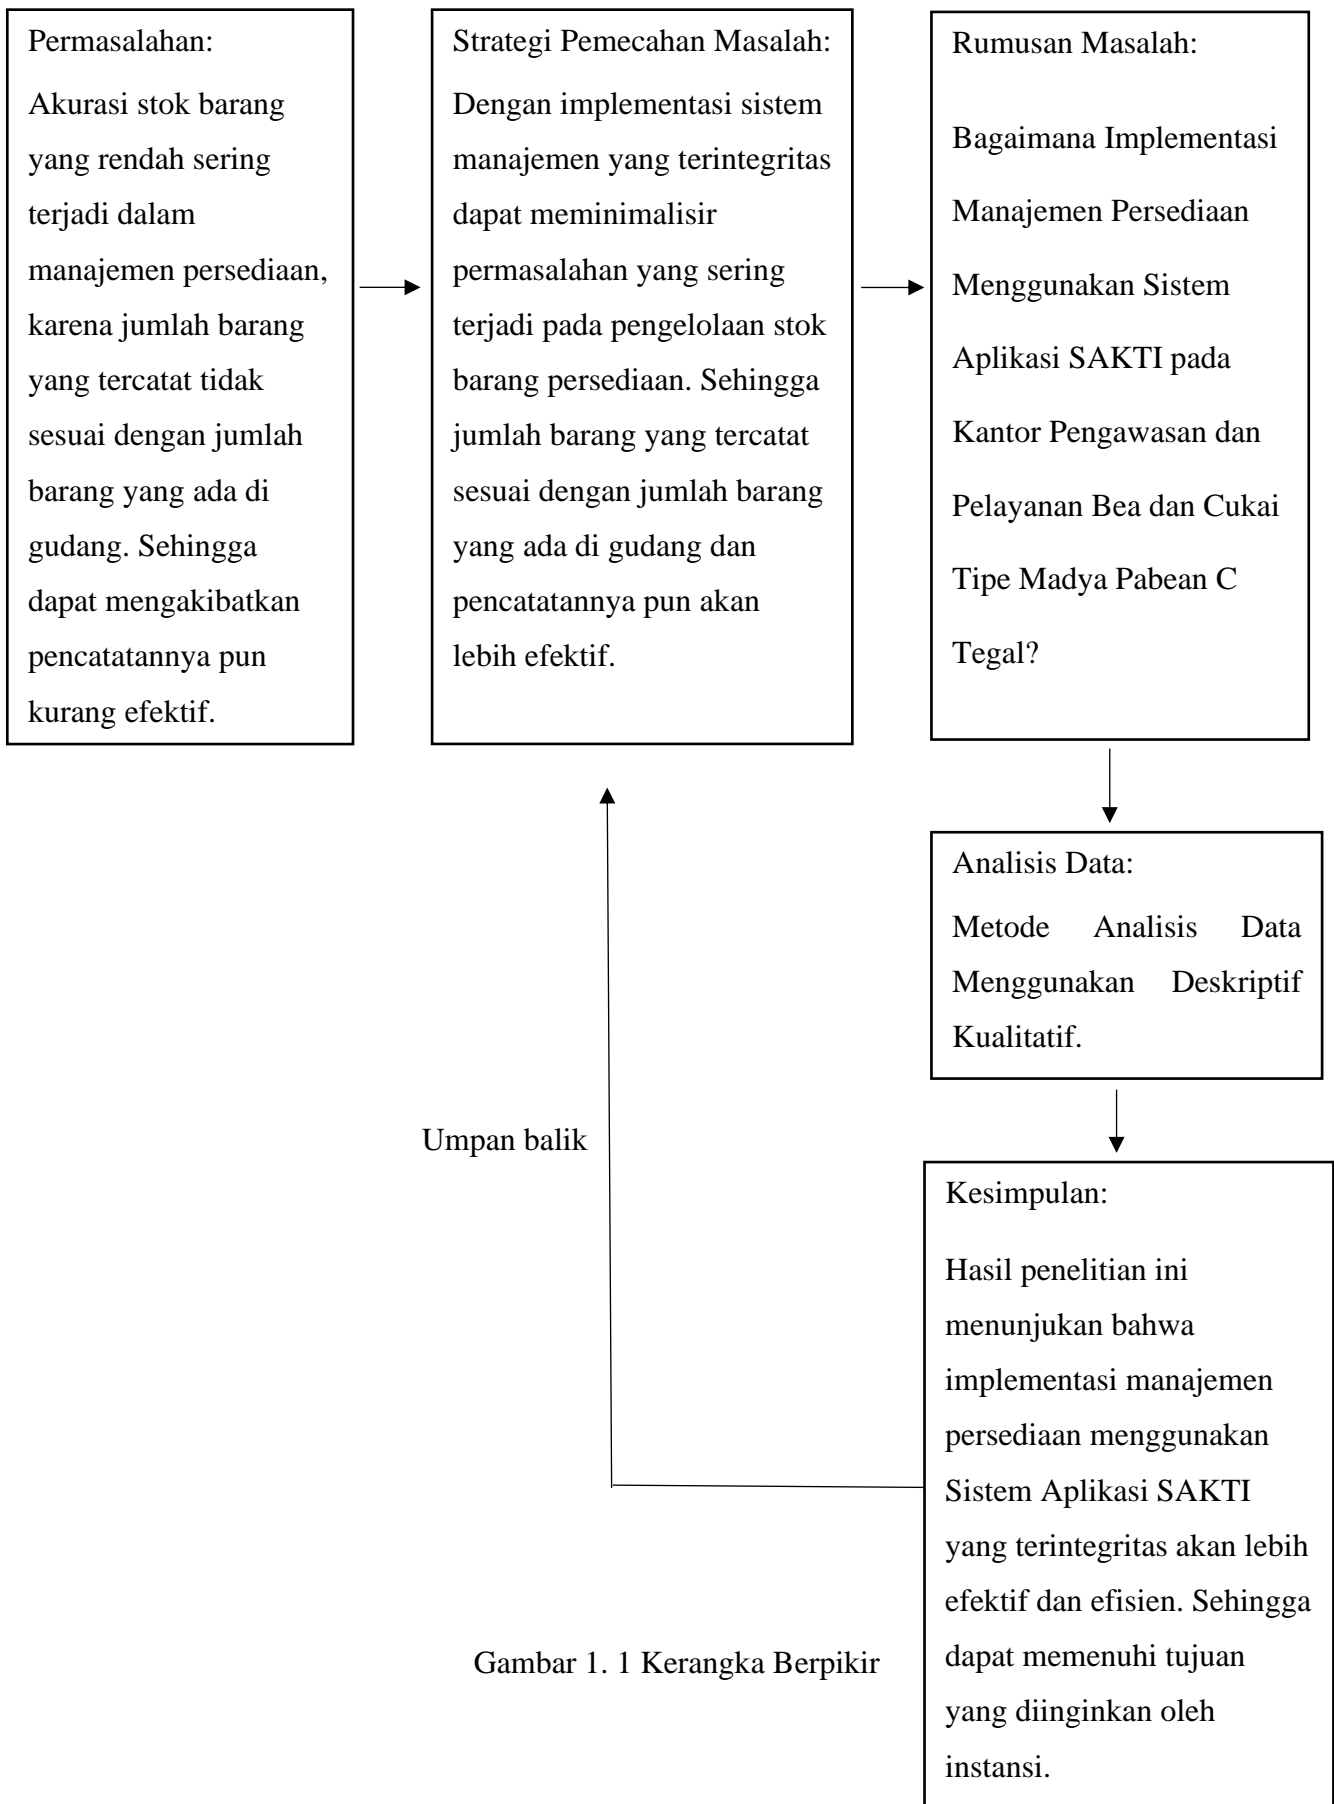 Permasalahan:
Akurasi stok barang
yang rendah sering
terjadi dalam
manajemen persediaan,
karena jumlah barang
yang tercatat tidak
sesuai dengan jumlah
barang yang ada di
gudang. Sehingga
dapat mengakibatkan
pencatatannya pun
kurang efektif.
Strategi Pemecahan Masalah:
Dengan implementasi sistem
manajemen yang terintegritas
dapat meminimalisir
permasalahan yang sering
terjadi pada pengelolaan stok
barang persediaan. Sehingga
jumlah barang yang tercatat
sesuai dengan jumlah barang
yang ada di gudang dan
pencatatannya pun akan
lebih efektif.
Rumusan Masalah:
Bagaimana Implementasi
Manajemen Persediaan
Menggunakan Sistem
Aplikasi SAKTI pada
Kantor Pengawasan dan
Pelayanan Bea dan Cukai
Tipe Madya Pabean C
Tegal?
Analisis Data:
Metode Analisis Data
Menggunakan Deskriptif
Kualitatif.
Umpan balik
Kesimpulan:
Hasil penelitian ini
menunjukan bahwa
implementasi manajemen
persediaan menggunakan
Sistem Aplikasi SAKTI
yang terintegritas akan lebih
efektif dan efisien. Sehingga
dapat memenuhi tujuan
yang diinginkan oleh
instansi.
Gambar 1. 1 Kerangka Berpikir